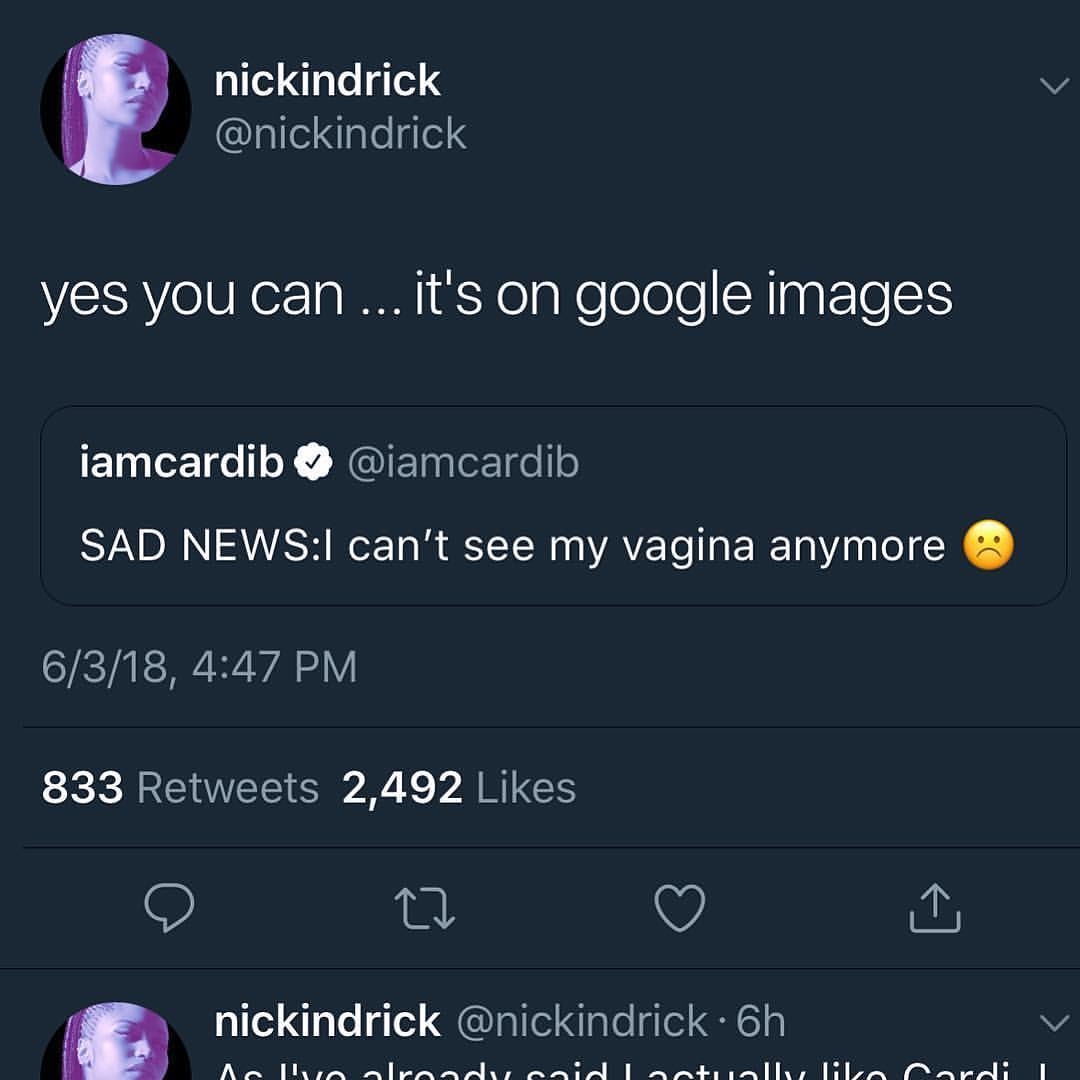 nickindrick
@nickindrick
yes you can ... it's on google images
iamcardib @iamcardib
SAD NEWS:I can’t see my vagina anymore ☹️
6/3/18, 4:47 PM
833 Retweets 2,492 Likes
nickindrick @nickindrick · 6h
As I've already said I actually like Cardi. I